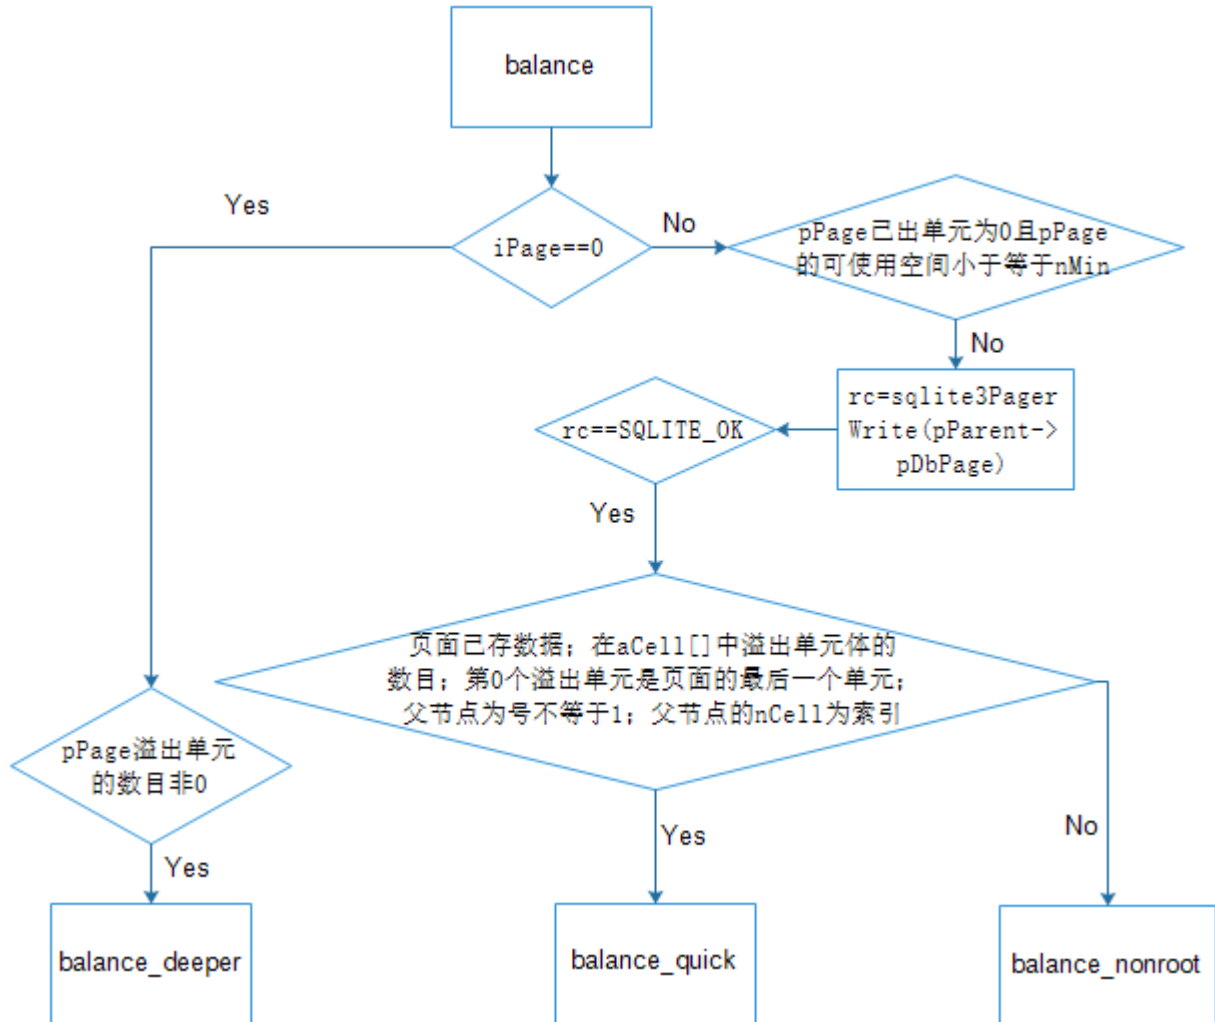 balance
Yes
iPage==0
No
pPage已出单元为0且pPage
的可使用空间小于等于nMin
No
rc==SQLITE_OK
rc=sqlite3Pager
Write(pParent->
pDbPage)
Yes
页面已存数据；在aCell[]中溢出单元体的
数目；第0个溢出单元是页面的最后一个单元；
父节点为号不等于1；父节点的nCell为索引
pPage溢出单元
的数目非0
Yes
Yes
No
balance_deeper
balance_quick
balance_nonroot